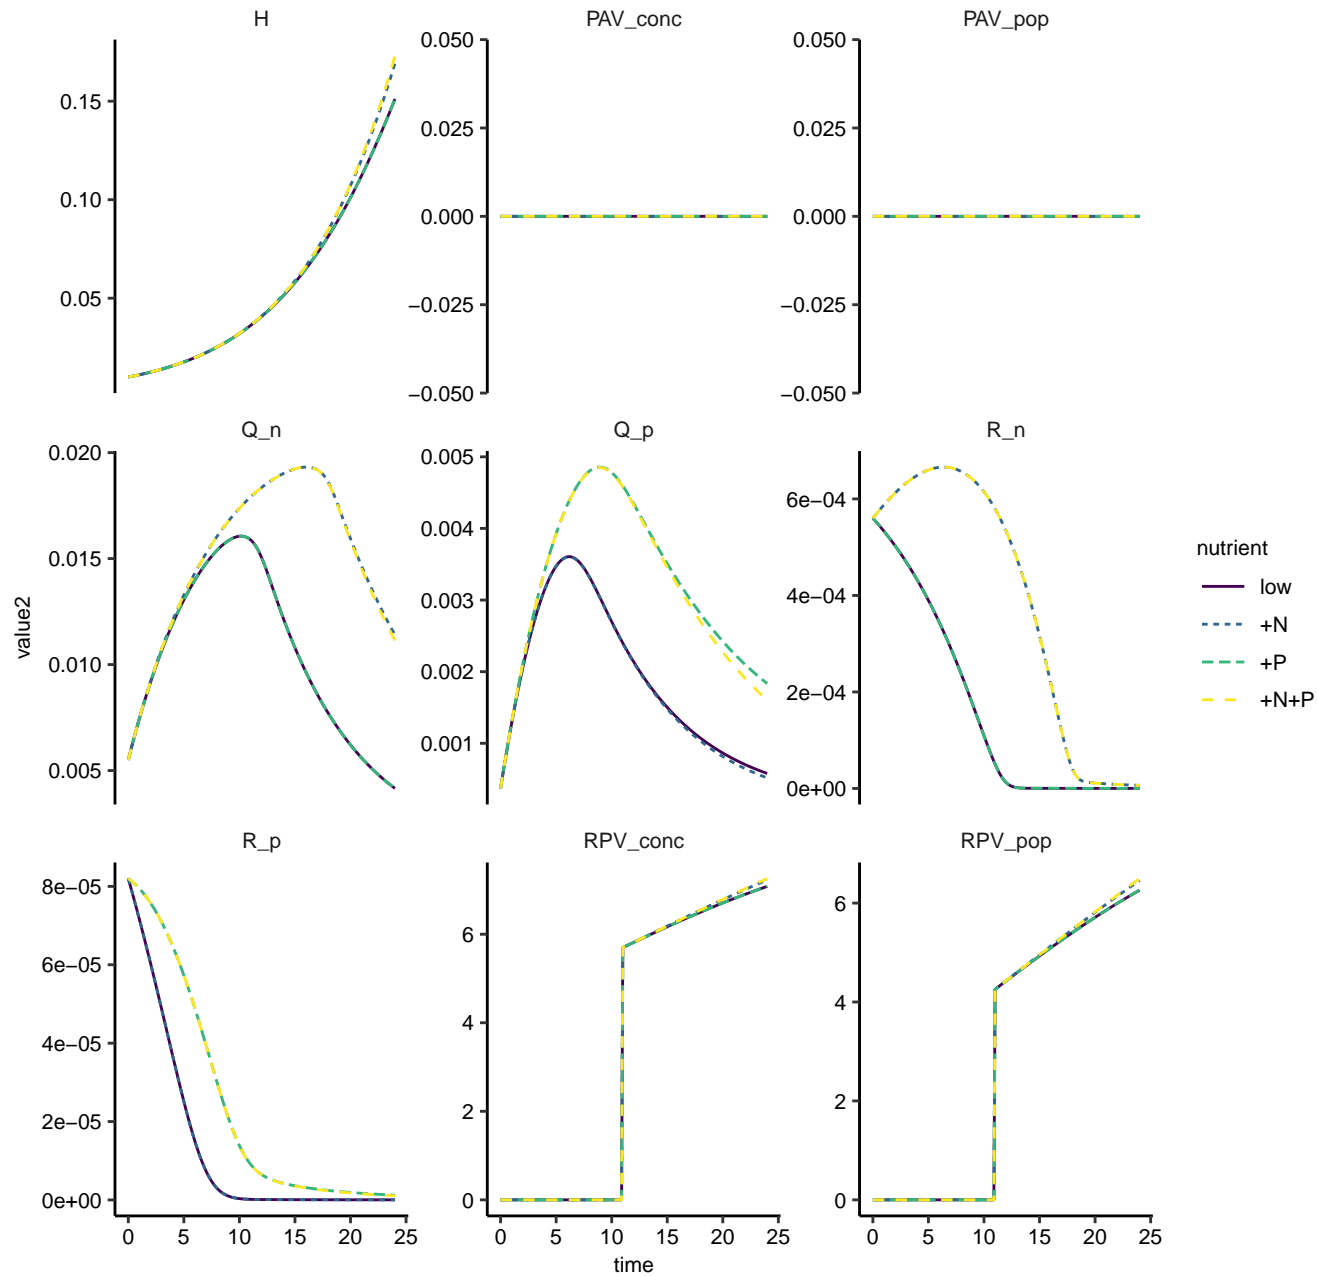 H
PAV_conc
PAV_pop
0.15
0.10
0.05
0.050
0.025
0.000
−0.025
−0.050
0.050
0.025
0.000
−0.025
−0.050
Q_n
Q_p
R_n
0.020
0.015
0.010
0.005
0.005
0.004
0.003
0.002
0.001
6e−04
4e−04
2e−04
0e+00
R_p
RPV_conc
RPV_pop
8e−05
6e−05
4e−05
2e−05
0e+00
6
4
2
0
6
4
2
0
0 5 10 15 20 25
0 5 10 15 20 25
0 5 10 15 20 25
time
value2
nutrient
low
+N
+P
+N+P